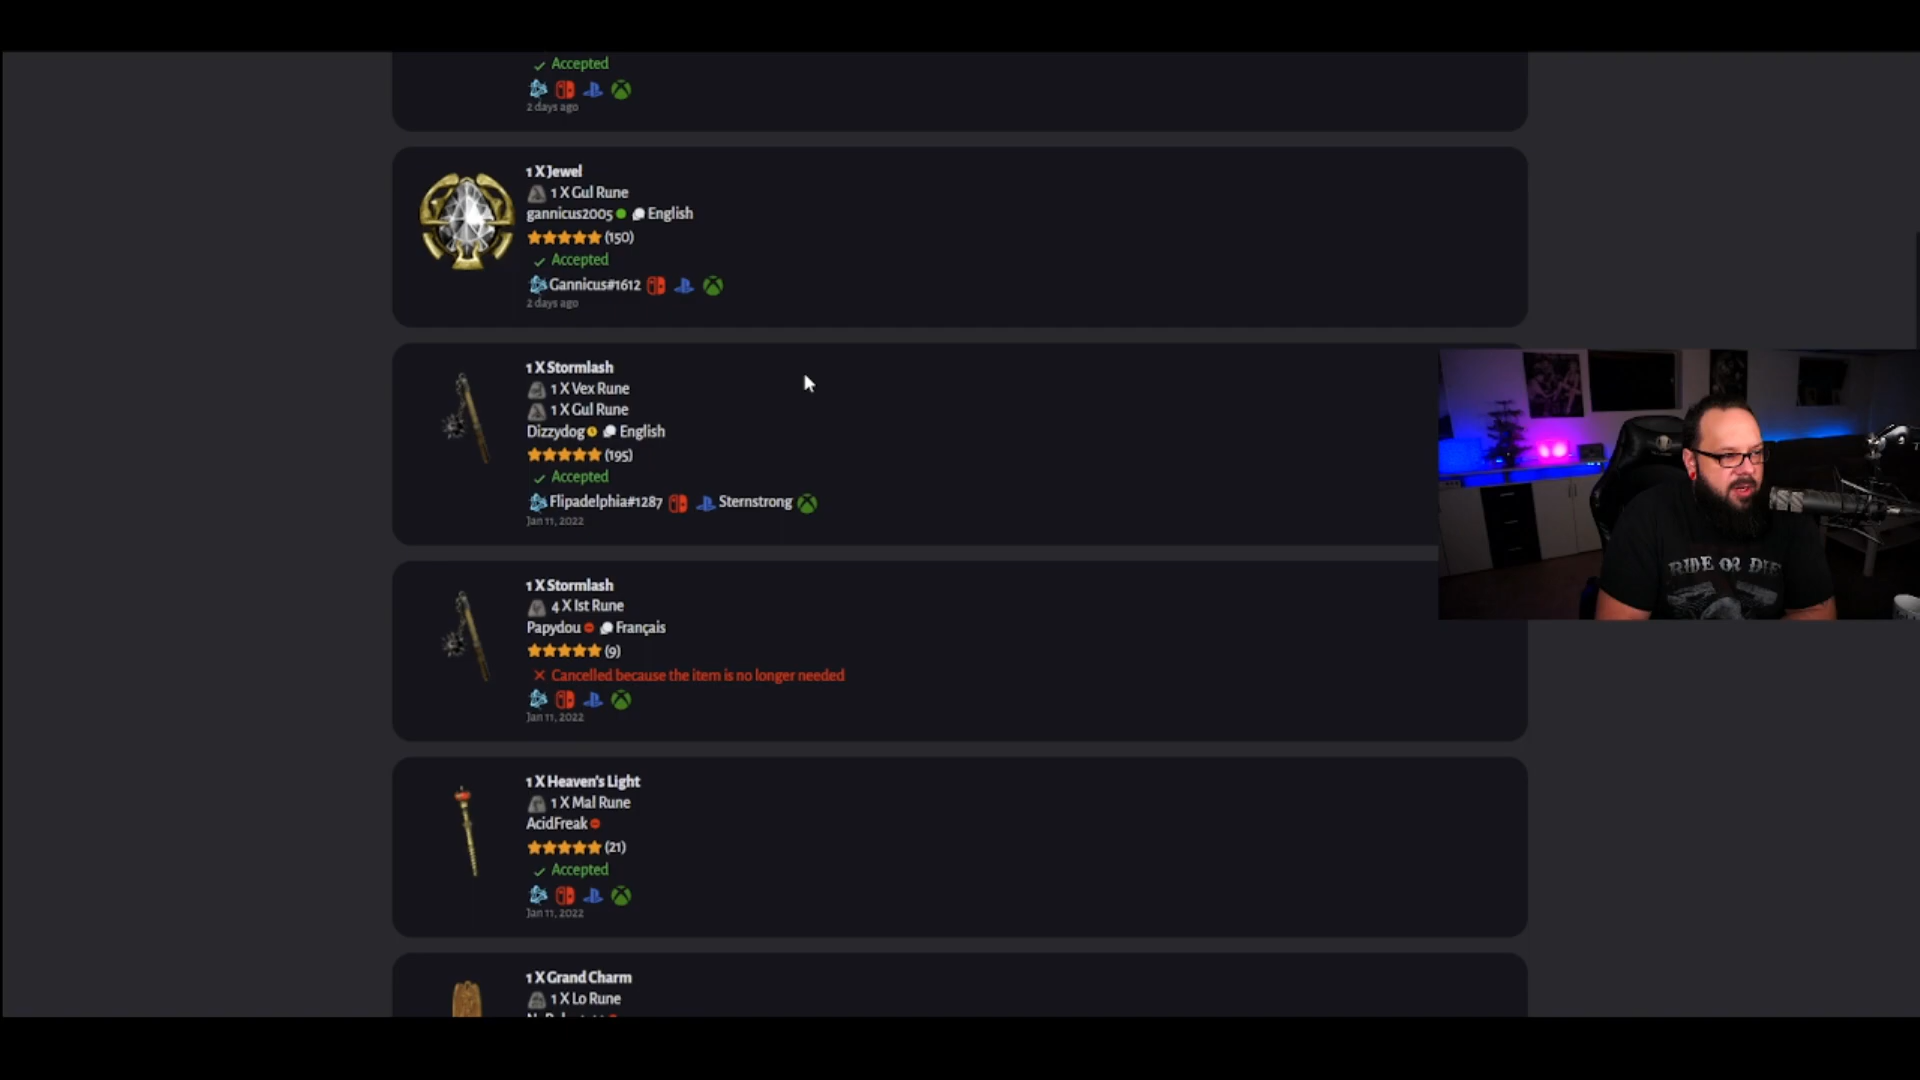 Accepted
2 days ago
1 X Jewel
1 X Gul Rune
gannicus2005 English
(150)
Accepted
Gannicus#1612
2 days ago
1 X Stormlash
1 X Vex Rune
1 X Gul Rune
Dizzydog English
(195)
Accepted
Flipadelphia#1287 Sternstrong
Jan 11, 2022
1 X Stormlash
4 X Ist Rune
Papydou Français
(9)
Cancelled because the item is no longer needed
Jan 11, 2022
1 X Heaven's Light
1 X Mal Rune
AcidFreak
(21)
Accepted
Jan 11, 2022
1 X Grand Charm
1 X Lo Rune
RIDE OR DIE